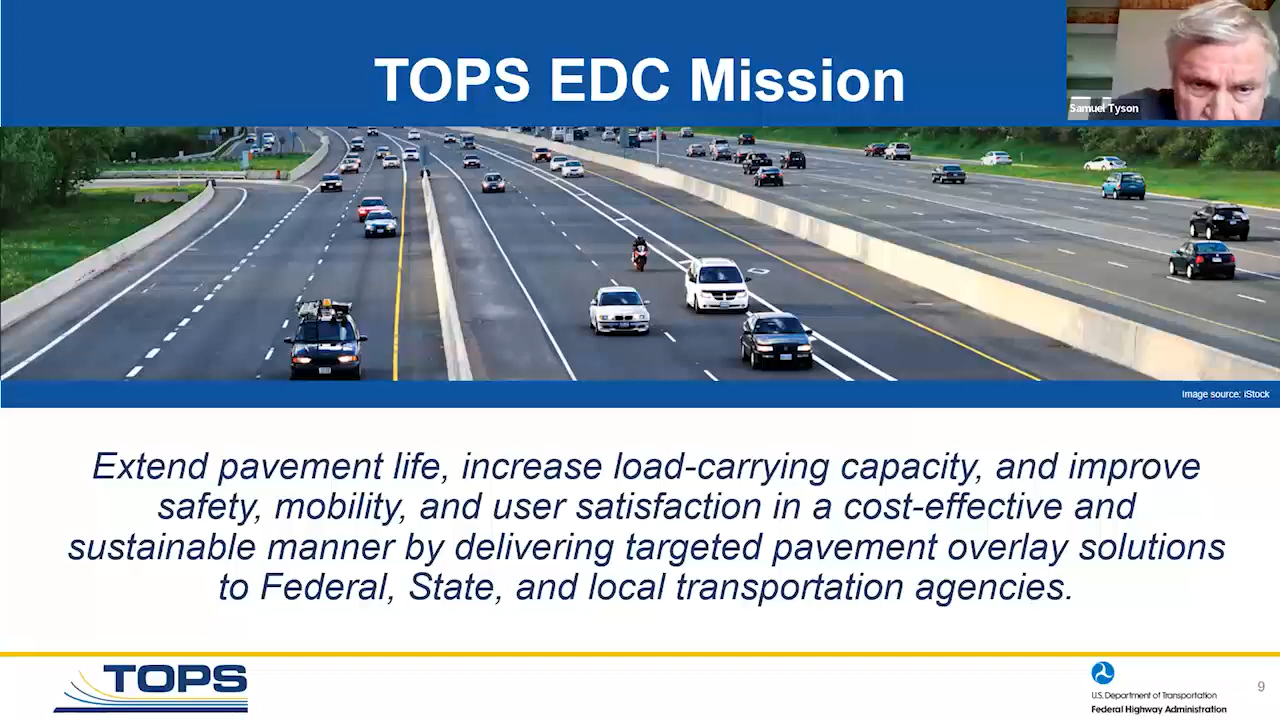 TOPS EDC Mission
Samuel Tyson
Image source: iStock
Extend pavement life, increase load-carrying capacity, and improve
safety, mobility, and user satisfaction in a cost-effective and
sustainable manner by delivering targeted pavement overlay solutions
to Federal, State, and local transportation agencies.
TOPS
U.S. Department of Transportation
Federal Highway Administration
9